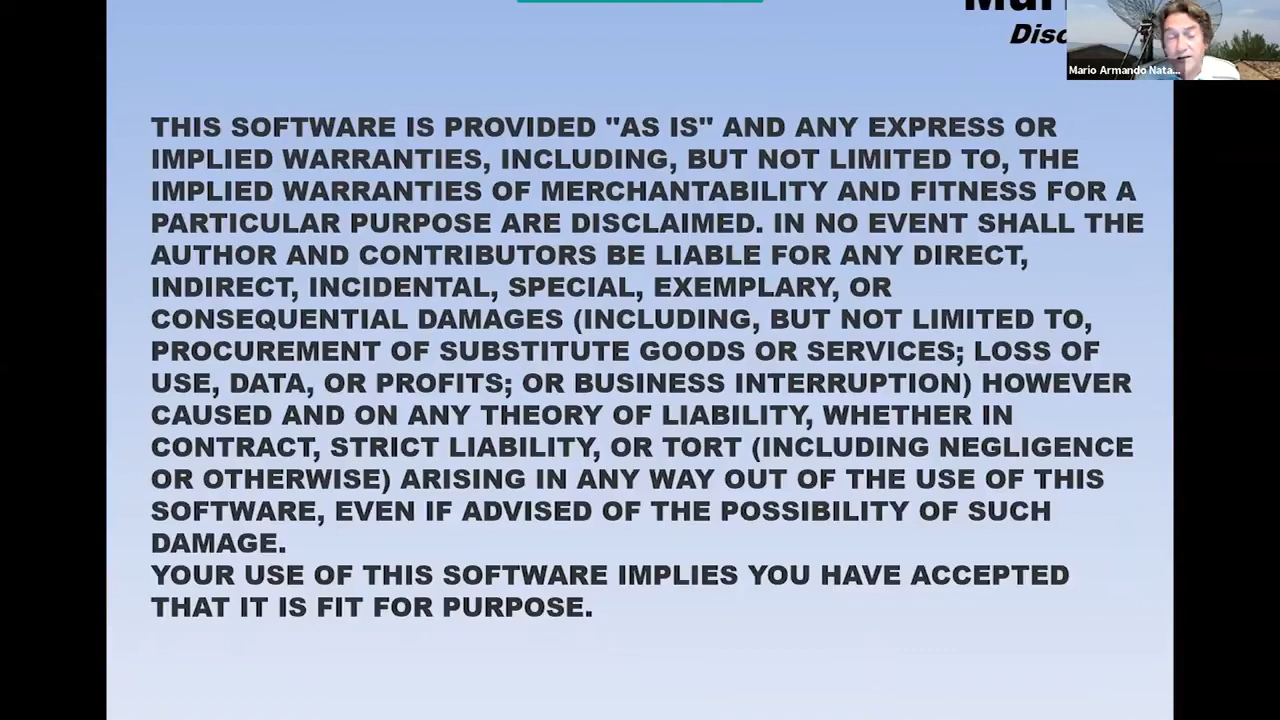 THIS SOFTWARE IS PROVIDED "AS IS" AND ANY EXPRESS OR
IMPLIED WARRANTIES, INCLUDING, BUT NOT LIMITED TO, THE
IMPLIED WARRANTIES OF MERCHANTABILITY AND FITNESS FOR A
PARTICULAR PURPOSE ARE DISCLAIMED. IN NO EVENT SHALL THE
AUTHOR AND CONTRIBUTORS BE LIABLE FOR ANY DIRECT,
INDIRECT, INCIDENTAL, SPECIAL, EXEMPLARY, OR
CONSEQUENTIAL DAMAGES (INCLUDING, BUT NOT LIMITED TO,
PROCUREMENT OF SUBSTITUTE GOODS OR SERVICES; LOSS OF
USE, DATA, OR PROFITS; OR BUSINESS INTERRUPTION) HOWEVER
CAUSED AND ON ANY THEORY OF LIABILITY, WHETHER IN
CONTRACT, STRICT LIABILITY, OR TORT (INCLUDING NEGLIGENCE
OR OTHERWISE) ARISING IN ANY WAY OUT OF THE USE OF THIS
SOFTWARE, EVEN IF ADVISED OF THE POSSIBILITY OF SUCH
DAMAGE.
YOUR USE OF THIS SOFTWARE IMPLIES YOU HAVE ACCEPTED
THAT IT IS FIT FOR PURPOSE.
Mario Armando Nata...